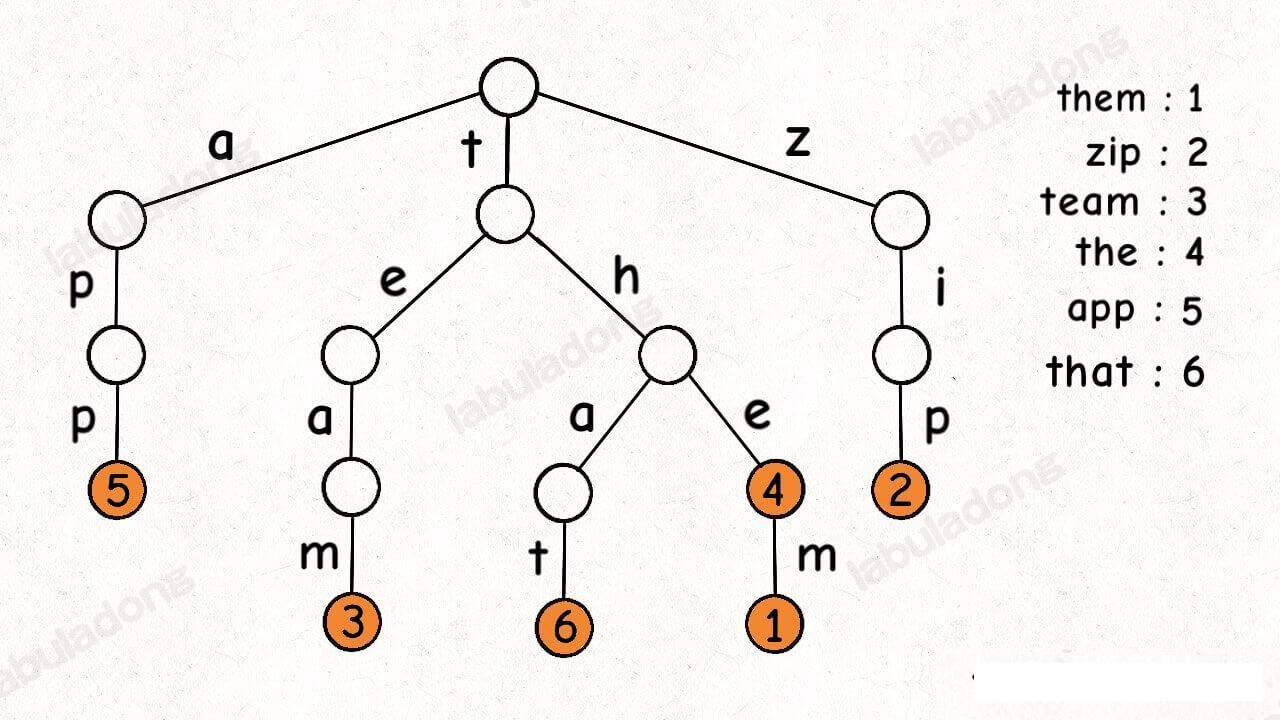 a
t
z
p
e
h
i
p
a
a
e
p
5
4
2
m
t
m
3
6
1
them : 1
zip : 2
team : 3
the : 4
app : 5
that : 6
labuladong
labuladong
labuladong
labuladong
labuladong